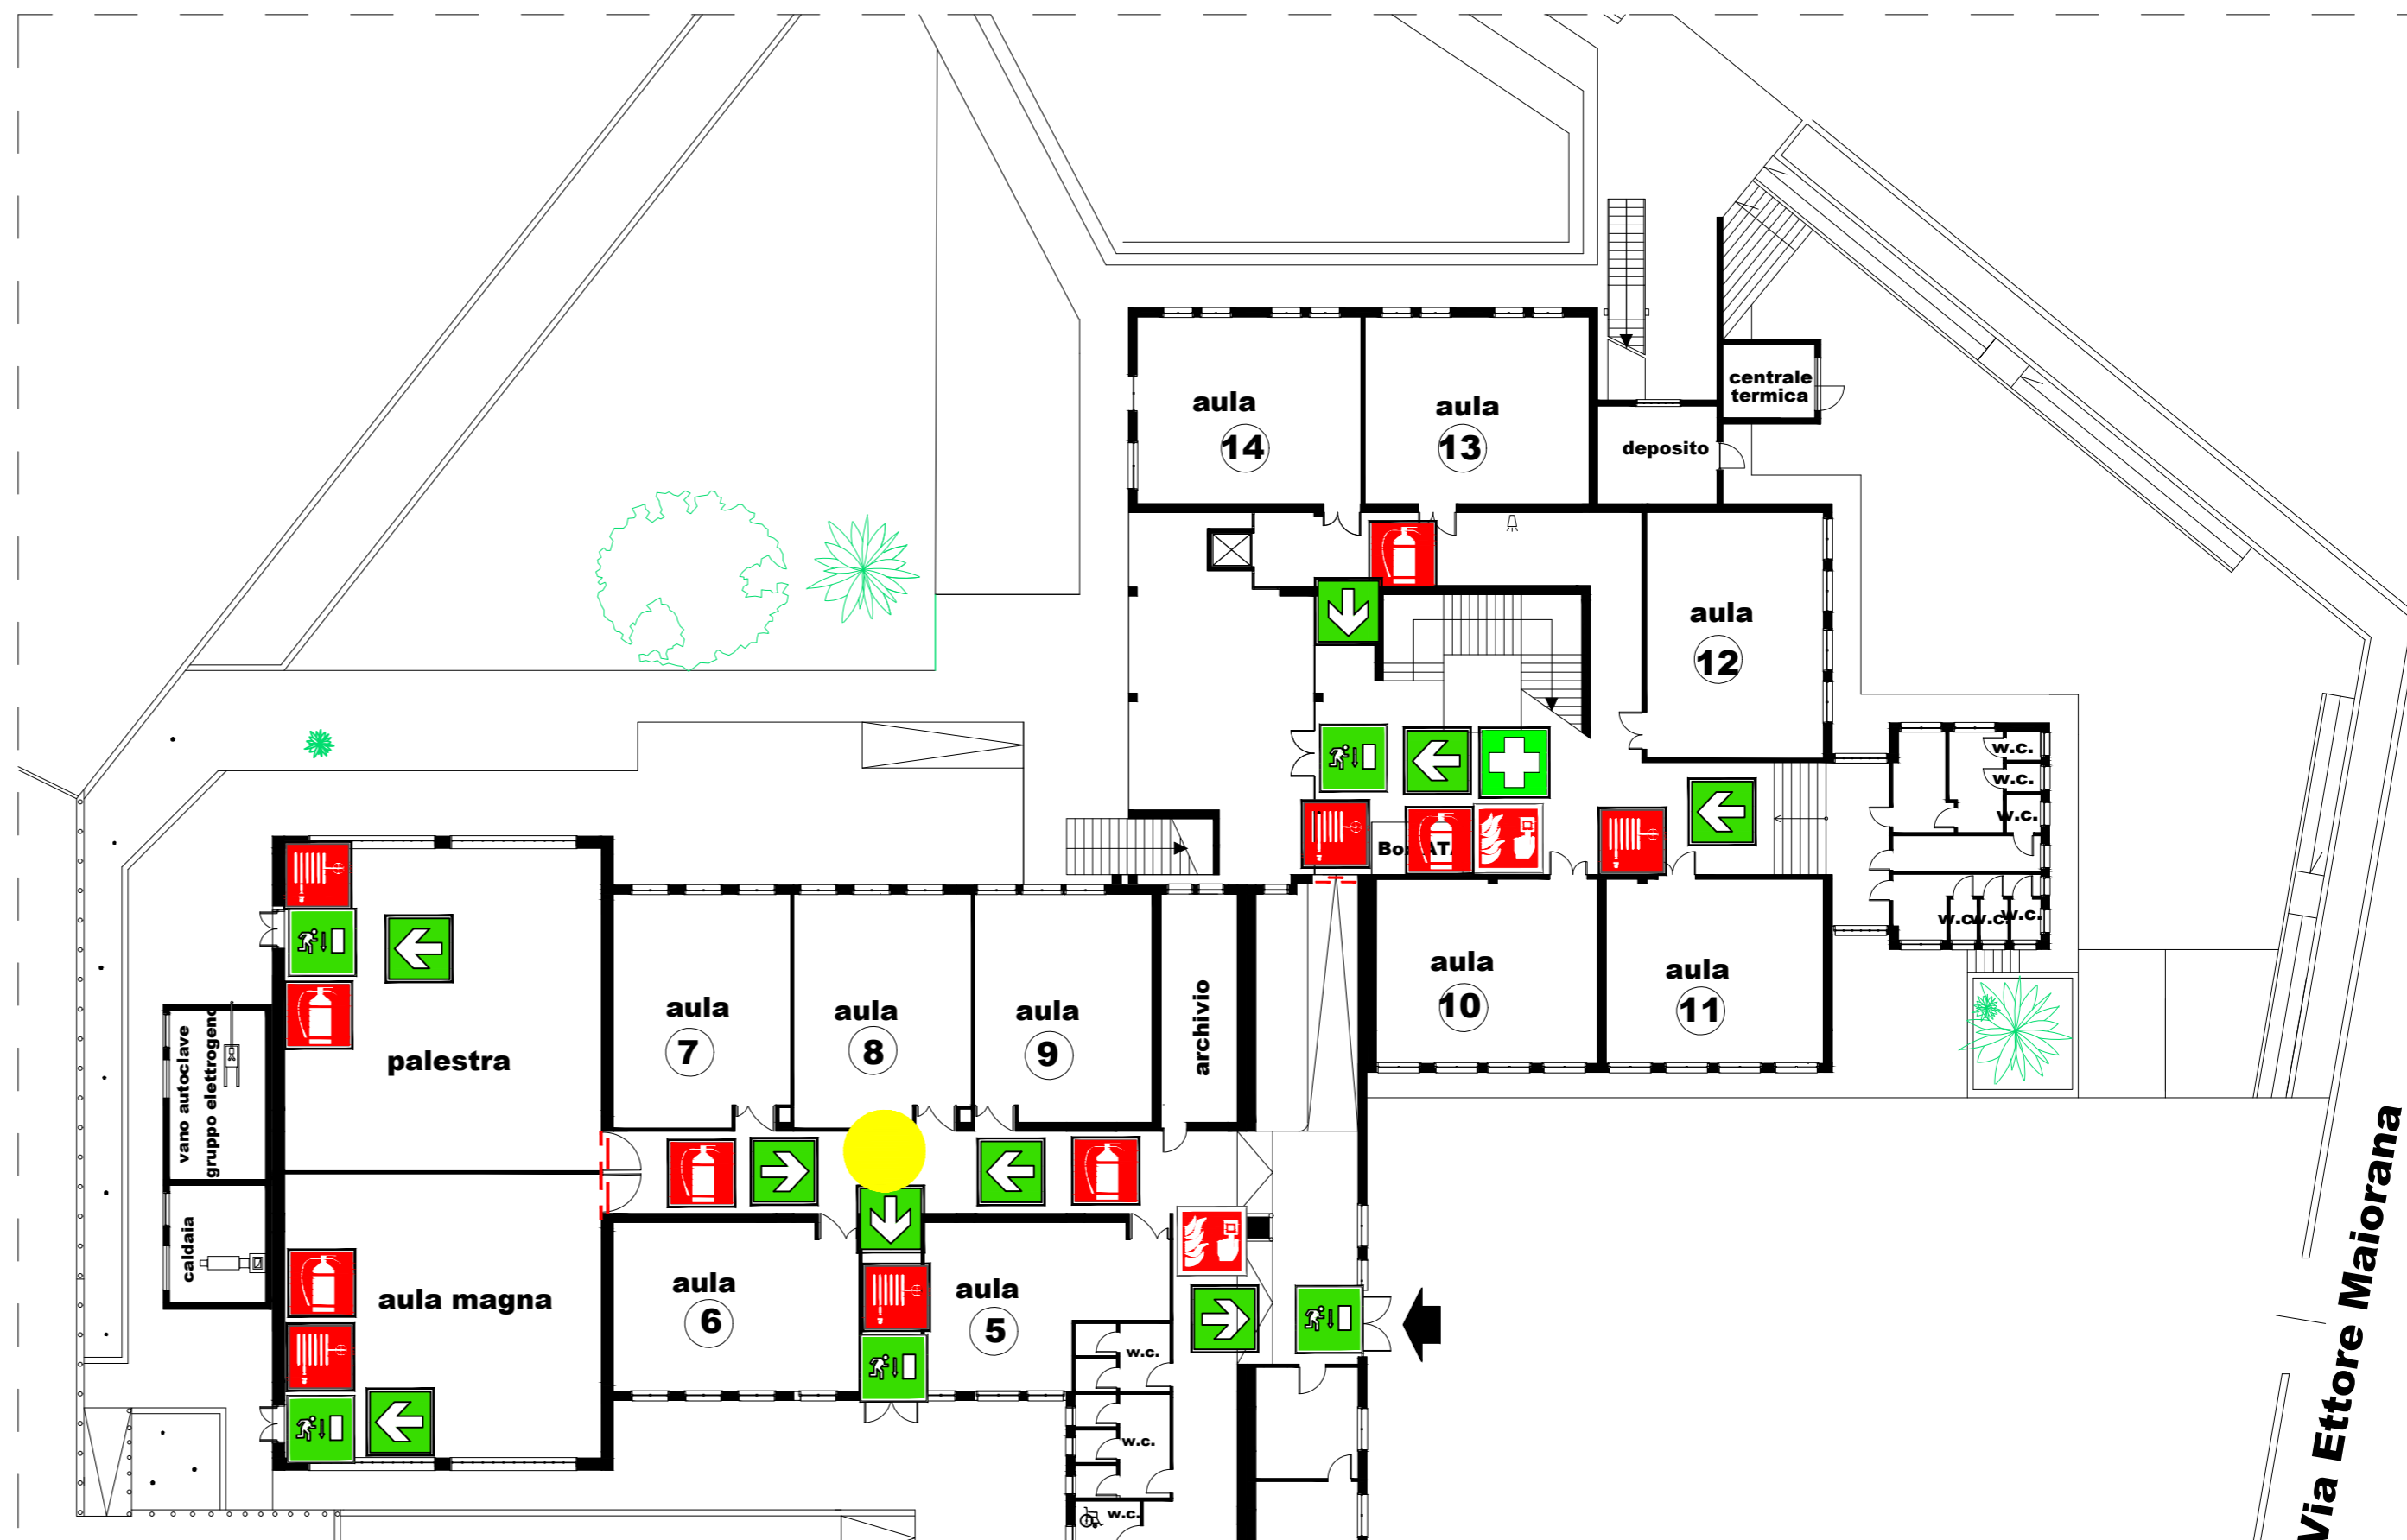 centrale
termica
aula
14
aula
13
deposito
aula
12
w.c.
w.c.
w.c.
w.c.
w.c.
w.c.
aula
10
aula
11
palestra
aula
7
aula
8
aula
9
archivio
vano autoclave
gruppo elettrogeno
caldaia
aula magna
aula
6
aula
5
w.c.
w.c.
w.c.
Via Ettore Maiorana